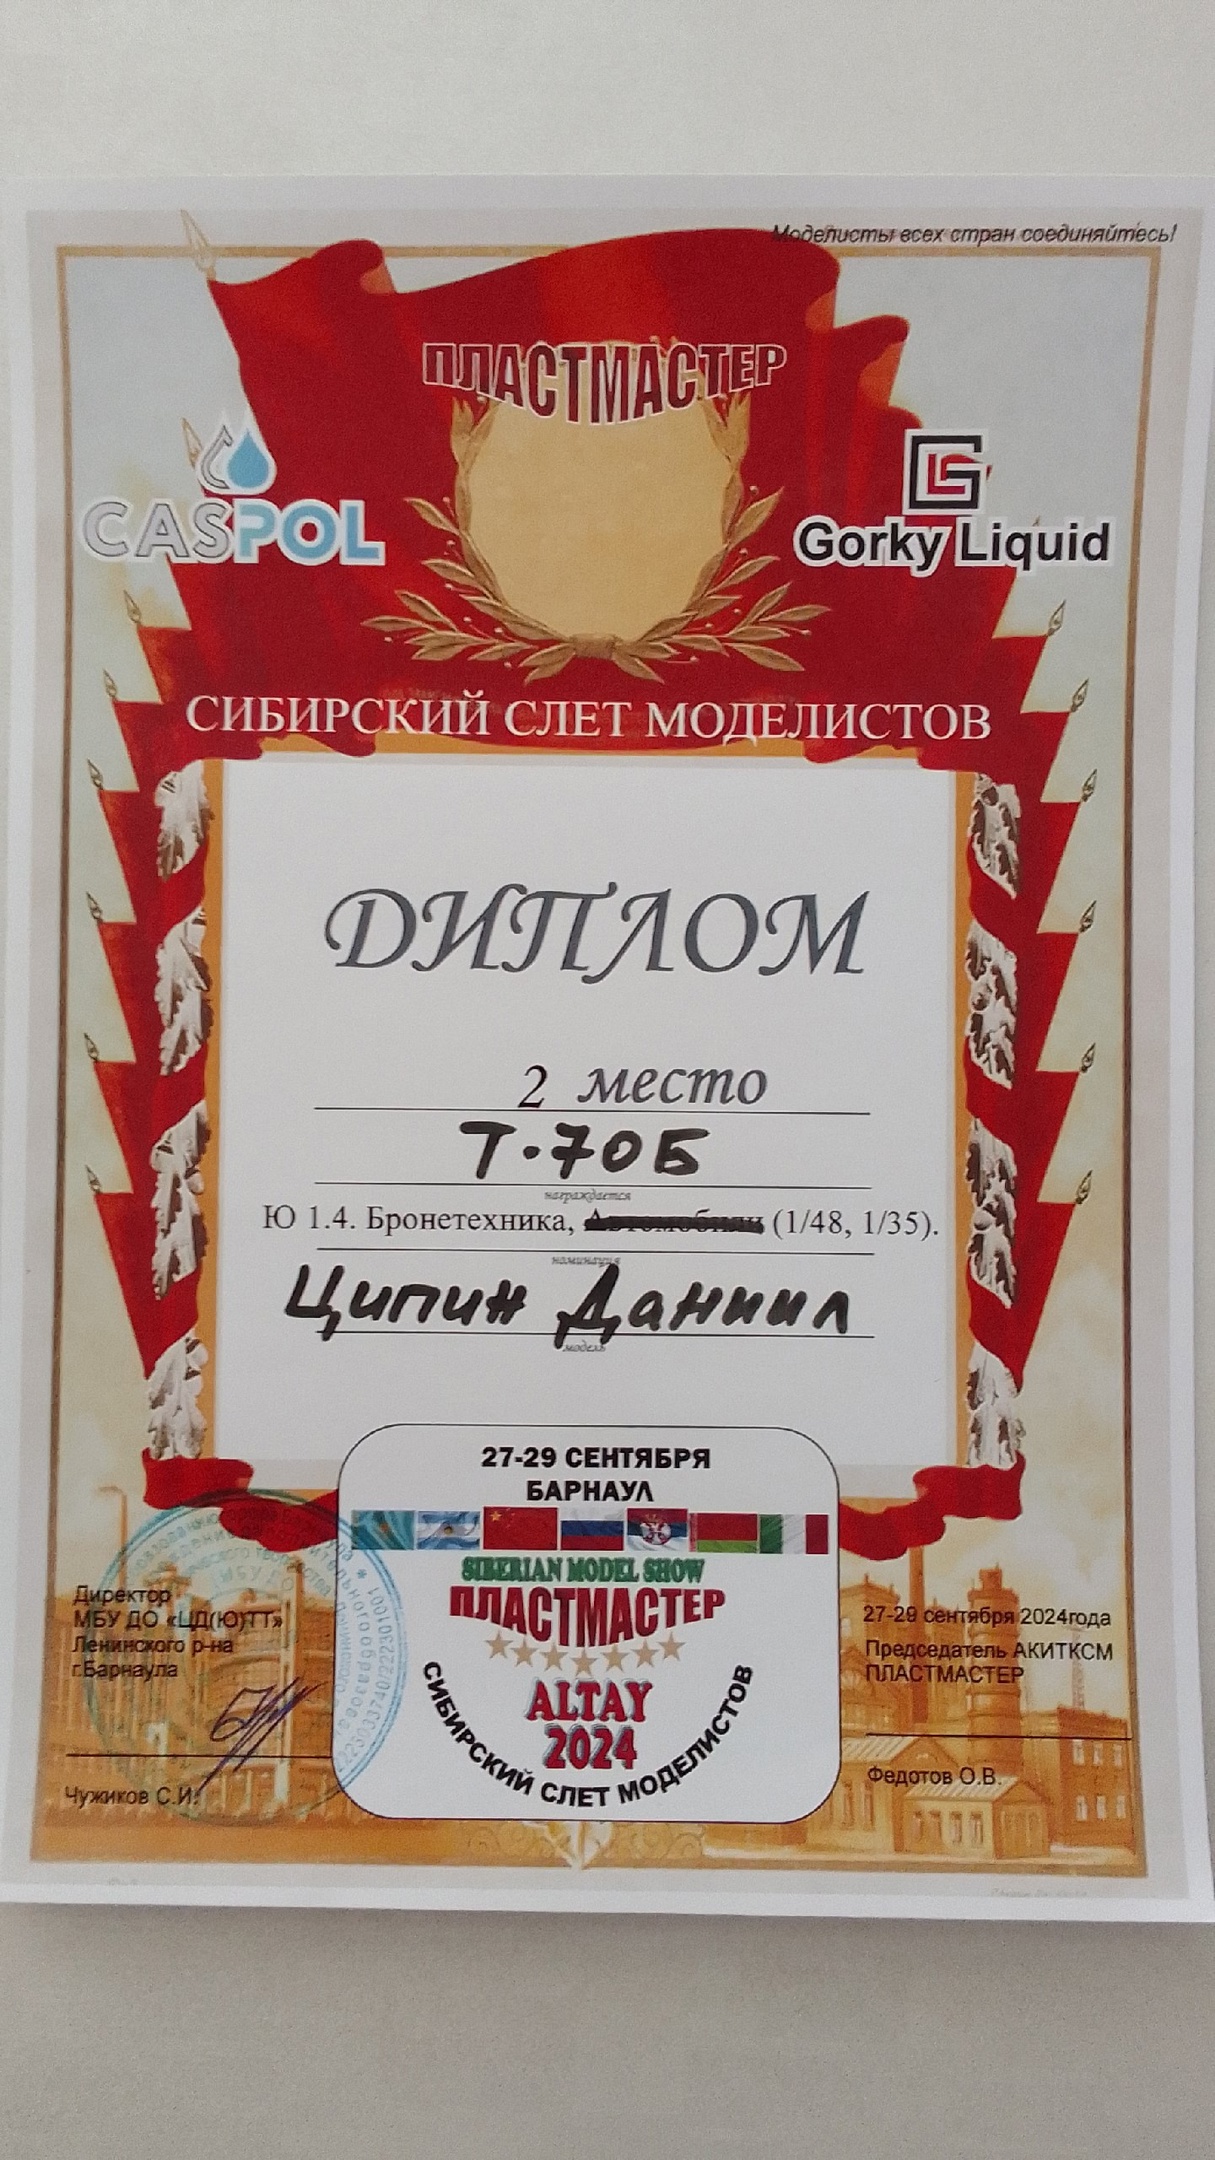 Моделисты всех стран соединяйтесь!
ПЛАСТМАСТЕР
CASPOL
Gorky Liquid
СИБИРСКИЙ СЛЕТ МОДЕЛИСТОВ
ДИПЛОМ
2 место
Т-70Б
награждается
Ю 1.4. Бронетехника, Автомобили (1/48, 1/35).
номинация
Ципин Даниил
модель
27-29 СЕНТЯБРЯ
БАРНАУЛ
SIBERIAN MODEL SHOW
ПЛАСТМАСТЕР
ALTAY
2024
СИБИРСКИЙ СЛЕТ МОДЕЛИСТОВ
Директор
МБУ ДО «ЦД(Ю)ТТ»
Ленинского р-на
г.Барнаула
Чужиков С.И.
27-29 сентября 2024года
Председатель АКИТКСМ
ПЛАСТМАСТЕР
Федотов О.В.